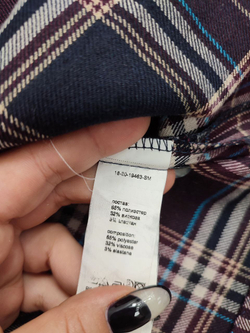 18-00-19463-SM
состав:
65% полиэстер
32% вискоза
3% эластан
composition:
65% polyester
32% viscose
3% elastane